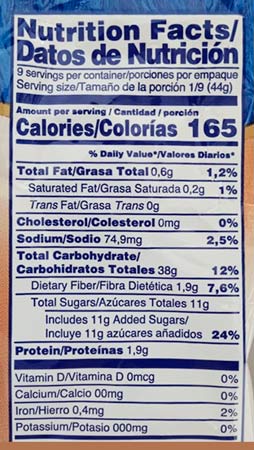 Nutrition Facts/
Datos de Nutrición
9 servings per container/porciones por empaque
Serving size/Tamaño de la porción 1/9 (44g)
Amount per serving / Cantidad / porción
Calories/Colorías 165
% Daily Value*/Valores Diarios*
Total Fat/Grasa Total 0,6g 1,2%
Saturated Fat/Grasa Saturada 0,2g 1%
Trans Fat/Grasa Trans 0g
Cholesterol/Colesterol 0mg 0%
Sodium/Sodio 74,9mg 2,5%
Total Carbohydrate/
Carbohidratos Totales 38g 12%
Dietary Fiber/Fibra Dietética 1,9g 7,6%
Total Sugars/Azúcares Totales 11g
Includes 11g Added Sugars/
Incluye 11g azúcares añadidos 24%
Protein/Proteínas 1,9g
Vitamin D/Vitamina D 0mcg 0%
Calcium/Calcio 00mg 0%
Iron/Hierro 0,4mg 2%
Potassium/Potasio 000mg 0%